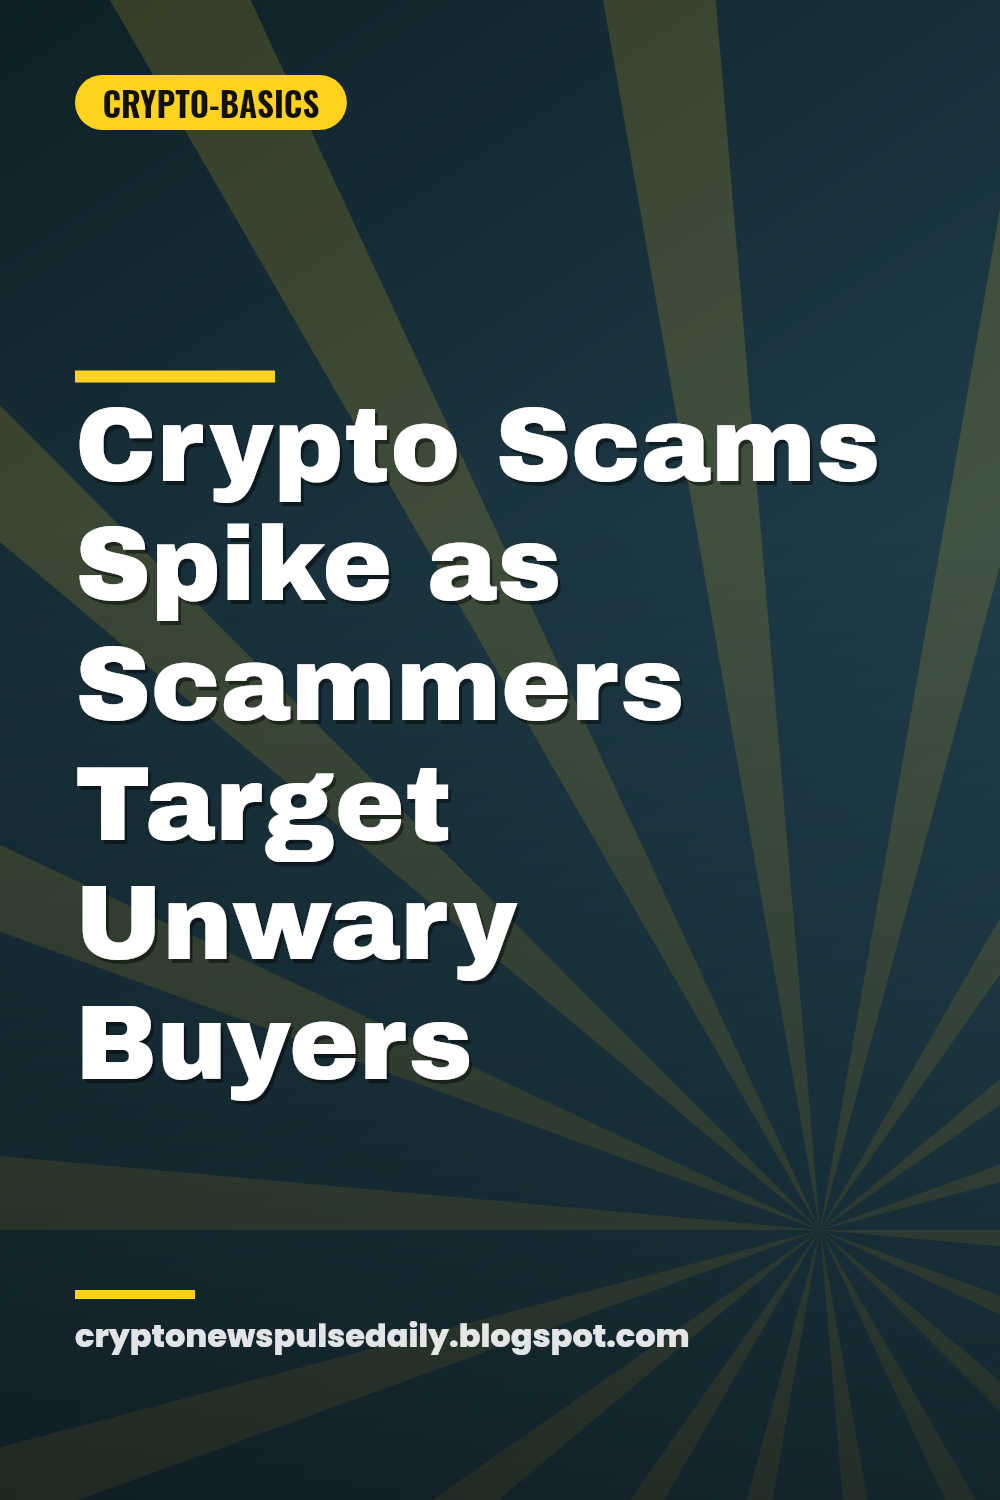 CRYPTO-BASICS
Crypto Scams
Spike as
Scammers
Target
Unwary
Buyers
cryptonewspulsedaily.blogspot.com